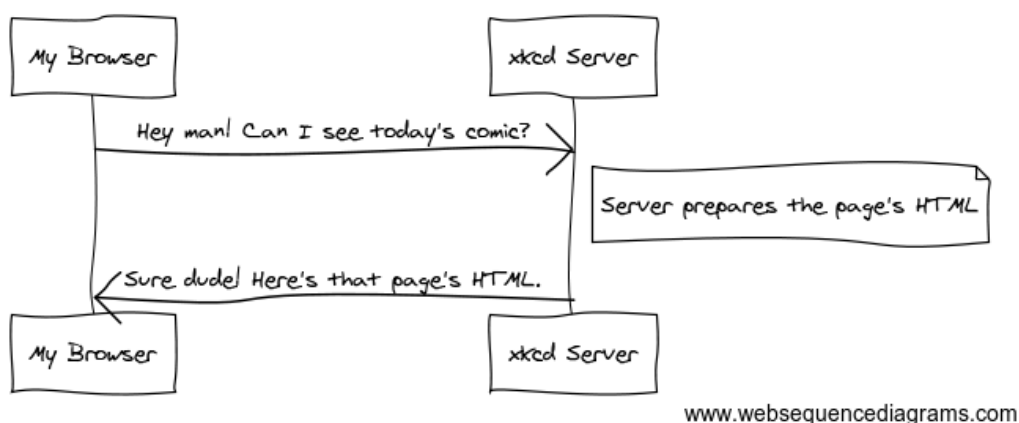 My Browser
xkcd Server
Hey man! Can I see today's comic?
Server prepares the page's HTML
Sure dude! Here's that page's HTML.
My Browser
xkcd Server
www.websequencediagrams.com